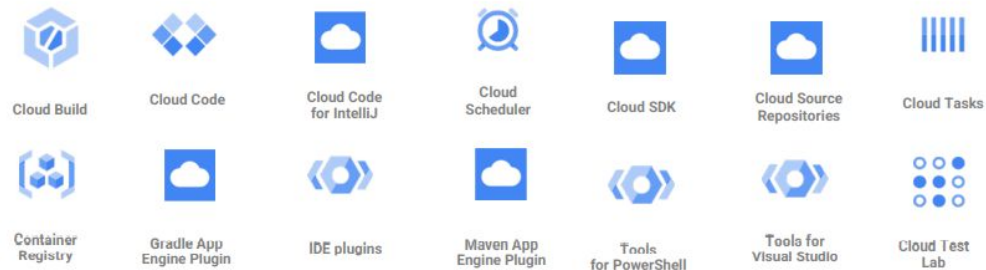 Cloud Build
Cloud Code
Cloud Code
for IntelliJ
Cloud
Scheduler
Cloud SDK
Cloud Source
Repositories
Cloud Tasks
Container
Registry
Gradle App
Engine Plugin
IDE plugins
Maven App
Engine Plugin
Tools
for PowerShell
Tools for
Visual Studio
Cloud Test
Lab